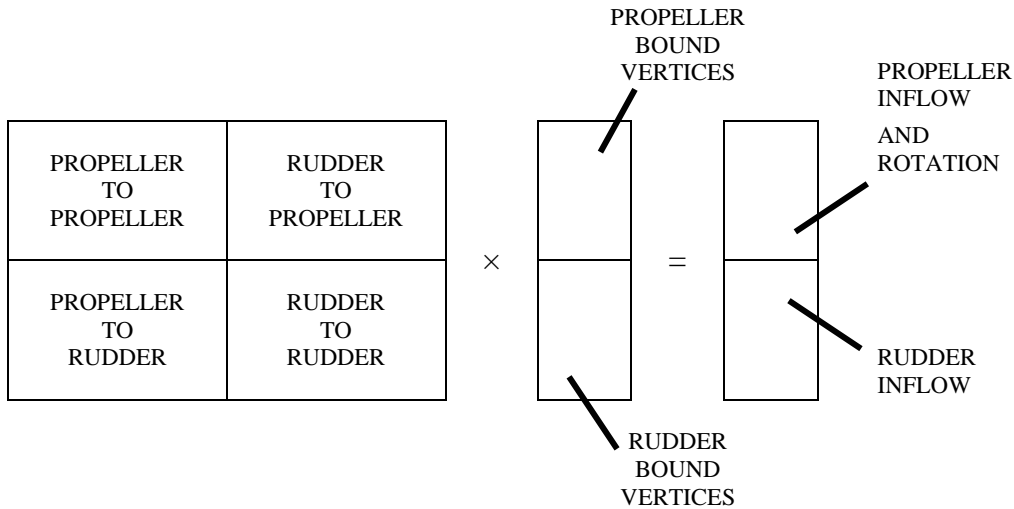 PROPELLER
BOUND
VERTICES
PROPELLER
INFLOW
AND
ROTATION
PROPELLER
TO
PROPELLER
RUDDER
TO
PROPELLER
×
=
PROPELLER
TO
RUDDER
RUDDER
TO
RUDDER
RUDDER
INFLOW
RUDDER
BOUND
VERTICES